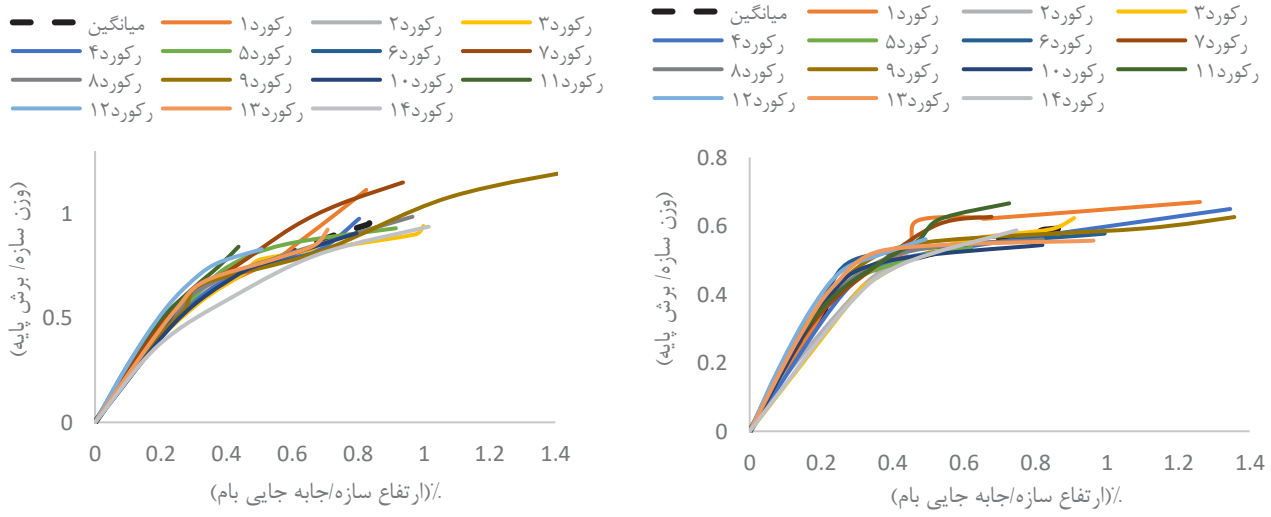 میانگین رکورد۱ رکورد۲ رکورد۳
رکورد۴ رکورد۵ رکورد۶ رکورد۷
رکورد۸ رکورد۹ رکورد۱۰ رکورد۱۱
رکورد۱۲ رکورد۱۳ رکورد۱۴
(وزن سازه/ برش پایه)
1
0.5
0
0 0.2 0.4 0.6 0.8 1 1.2 1.4
٪(ارتفاع سازه/جابه جایی بام)
میانگین رکورد۱ رکورد۲ رکورد۳
رکورد۴ رکورد۵ رکورد۶ رکورد۷
رکورد۸ رکورد۹ رکورد۱۰ رکورد۱۱
رکورد۱۲ رکورد۱۳ رکورد۱۴
(وزن سازه/ برش پایه)
0.8
0.6
0.4
0.2
0
0 0.2 0.4 0.6 0.8 1 1.2 1.4
٪(ارتفاع سازه/جابه جایی بام)